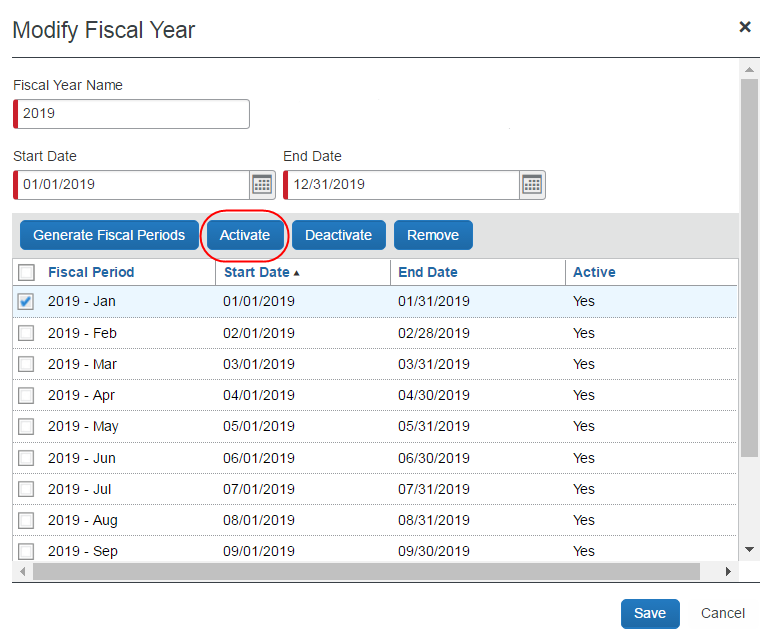 Modify Fiscal Year
Fiscal Year Name
2019
Start Date End Date
01/01/2019 12/31/2019
Generate Fiscal Periods Activate Deactivate Remove
Fiscal Period Start Date End Date Active
2019 - Jan 01/01/2019 01/31/2019 Yes
2019 - Feb 02/01/2019 02/28/2019 Yes
2019 - Mar 03/01/2019 03/31/2019 Yes
2019 - Apr 04/01/2019 04/30/2019 Yes
2019 - May 05/01/2019 05/31/2019 Yes
2019 - Jun 06/01/2019 06/30/2019 Yes
2019 - Jul 07/01/2019 07/31/2019 Yes
2019 - Aug 08/01/2019 08/31/2019 Yes
2019 - Sep 09/01/2019 09/30/2019 Yes
Save Cancel